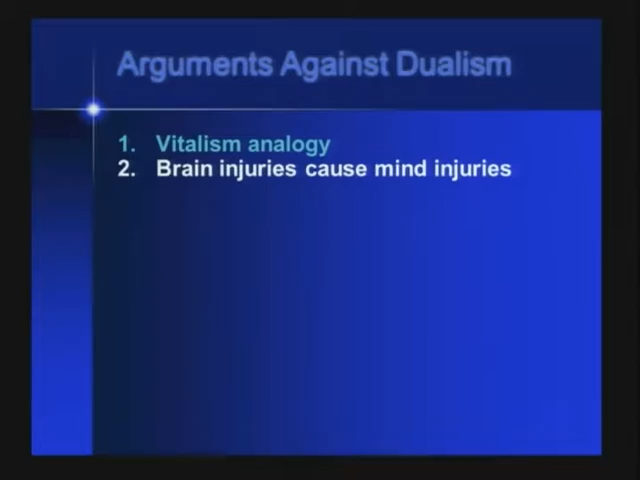 Arguments Against Dualism
1. Vitalism analogy
2. Brain injuries cause mind injuries